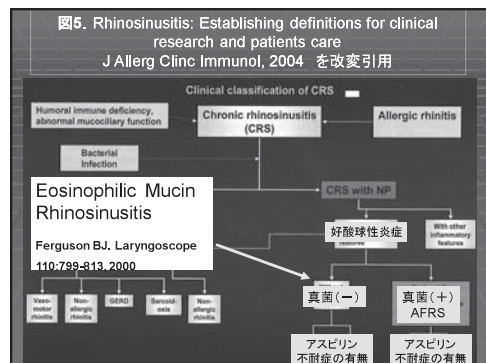 図5. Rhinosinusitis: Establishing definitions for clinical
research and patients care
J Allerg Clinc Immunol, 2004 を改変引用
Clinical classification of CRS
Humoral immune deficiency,
abnormal mucociliary function
Chronic rhinosinusitis
(CRS)
Allergic rhinitis
Bacterial
Infection
Eosinophilic Mucin
Rhinosinusitis
Ferguson BJ. Laryngoscope
110:799-813, 2000
CRS with NP
好酸球性炎症
features
With other
inflammatory
features
Vaso-
motor
rhinitis
Non-
allergic
rhinitis
GERD
Sarcoid-
osis
Non-
allergic
rhinitis
真菌(－)
真菌(＋)
AFRS
アスピリン
不耐症の有無
アスピリン
不耐症の有無